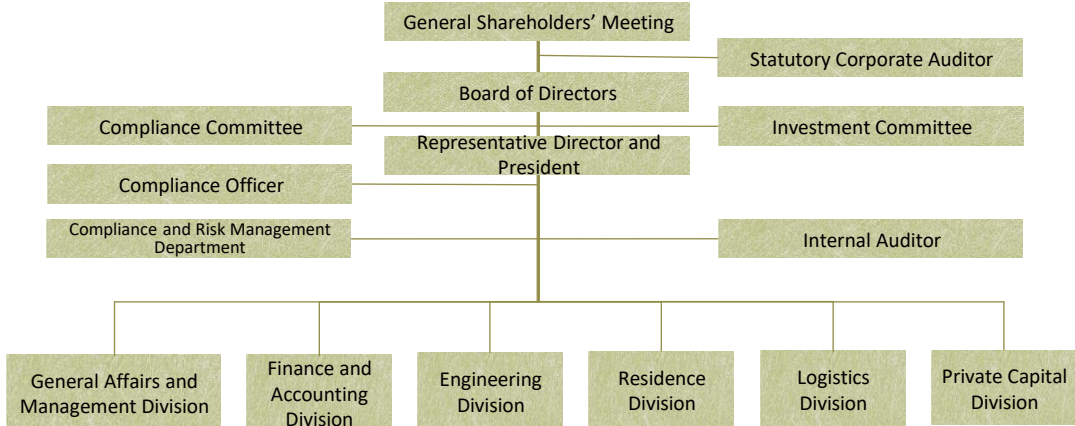 General Shareholders’ Meeting
Statutory Corporate Auditor
Board of Directors
Compliance Committee
Investment Committee
Representative Director and
President
Compliance Officer
Compliance and Risk Management
Department
Internal Auditor
General Affairs and
Management Division
Finance and
Accounting
Division
Engineering
Division
Residence
Division
Logistics
Division
Private Capital
Division